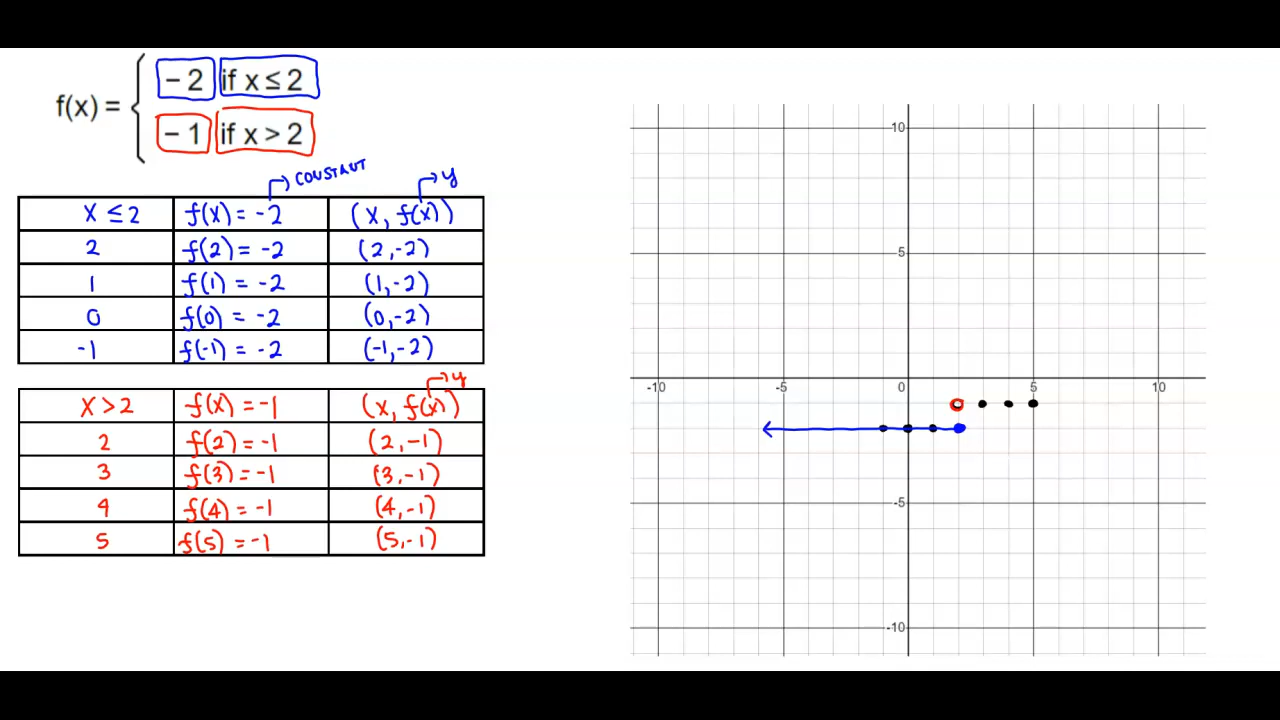 f(x) = { − 2 if x ≤ 2
− 1 if x > 2
→ CONSTANT → y
x ≤ 2 f(x) = -2 (x, f(x))
2 f(2) = -2 (2,-2)
1 f(1) = -2 (1,-2)
0 f(0) = -2 (0,-2)
-1 f(-1) = -2 (-1,-2)
→ y
x > 2 f(x) = -1 (x, f(x))
2 f(2) = -1 (2,-1)
3 f(3) = -1 (3,-1)
4 f(4) = -1 (4,-1)
5 f(5) = -1 (5,-1)
10
5
-10 -5 0 5 10
-5
-10